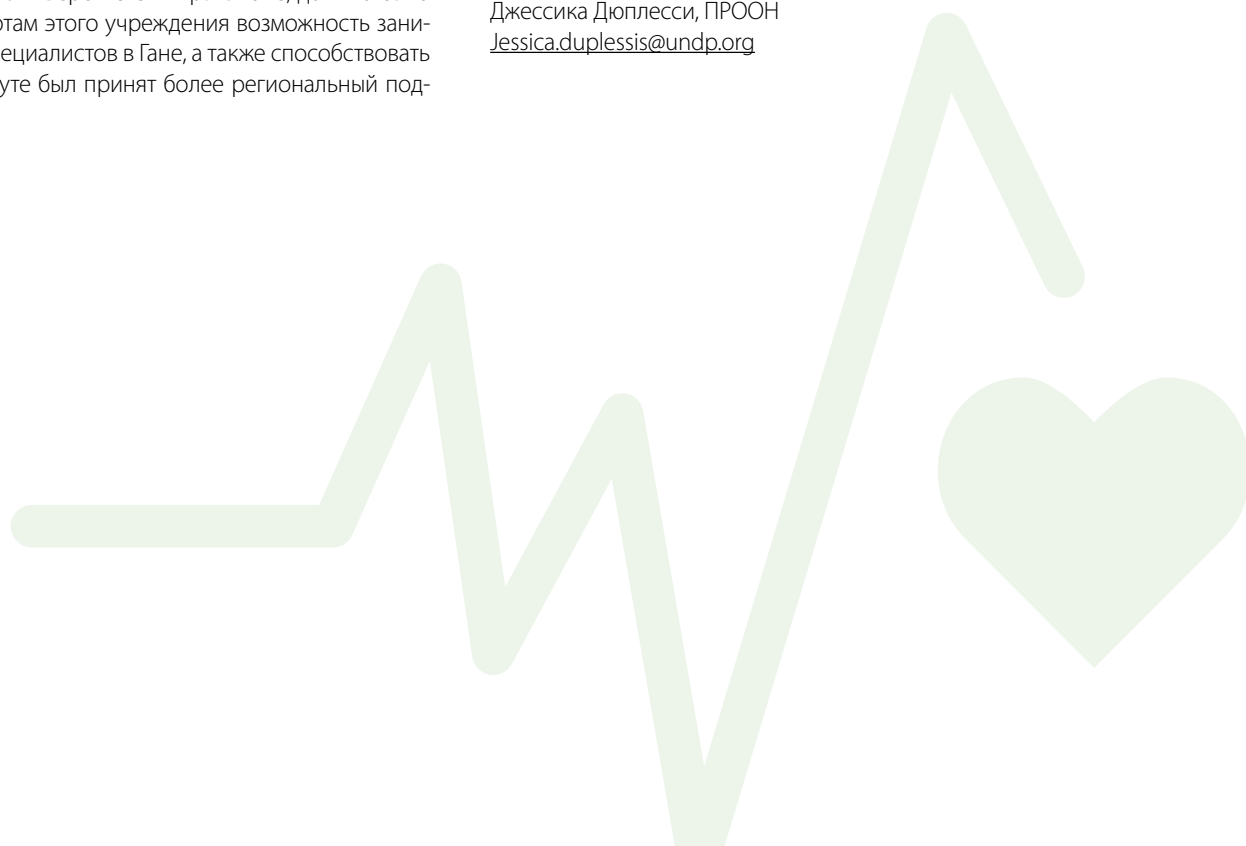 ртам этого учреждения возможность зани-
ециалистов в Гане, а также способствовать
уте был принят более региональный под-
Джессика Дюплесси, ПРООН
Jessica.duplessis@undp.org